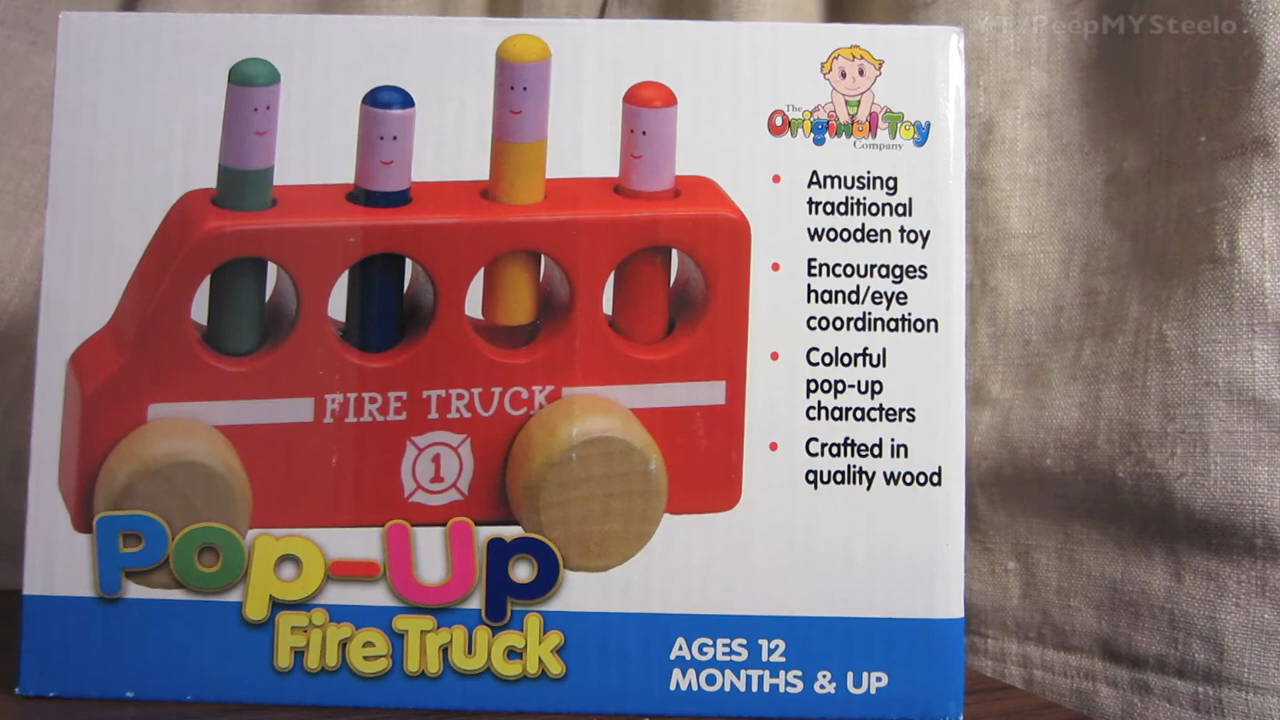 YT/PeepMYSteelo
The
Original Toy
Company
• Amusing
traditional
wooden toy
• Encourages
hand/eye
coordination
• Colorful
pop-up
characters
• Crafted in
quality wood
FIRE TRUCK
1
Pop-Up
Fire Truck
AGES 12
MONTHS & UP